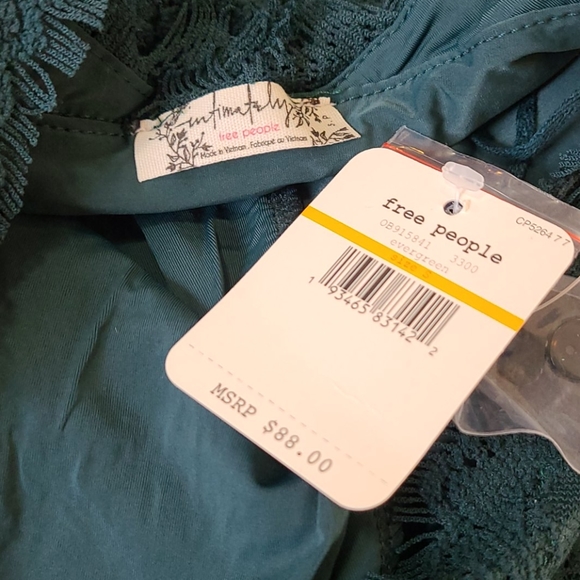 intimately
free people
Made in Vietnam. Fabriqué au Vietnam
CP526477
free people
OB915841 3300
evergreen
1 93465 83142 2
MSRP $88.00